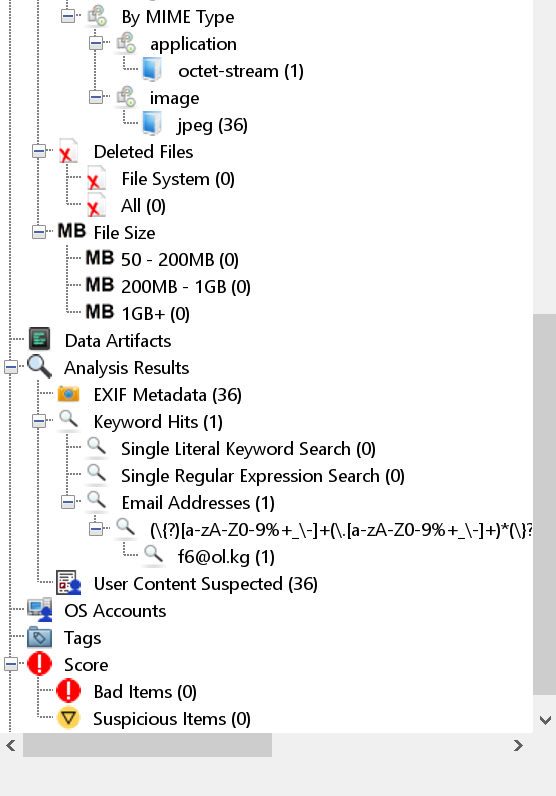 By MIME Type
application
octet-stream (1)
image
jpeg (36)
Deleted Files
File System (0)
All (0)
MB File Size
MB 50 - 200MB (0)
MB 200MB - 1GB (0)
MB 1GB+ (0)
Data Artifacts
Analysis Results
EXIF Metadata (36)
Keyword Hits (1)
Single Literal Keyword Search (0)
Single Regular Expression Search (0)
Email Addresses (1)
(\{?)[a-zA-Z0-9%+_\-]+(\.[a-zA-Z0-9%+_\-]+)*(\}?
f6@ol.kg (1)
User Content Suspected (36)
OS Accounts
Tags
Score
Bad Items (0)
Suspicious Items (0)